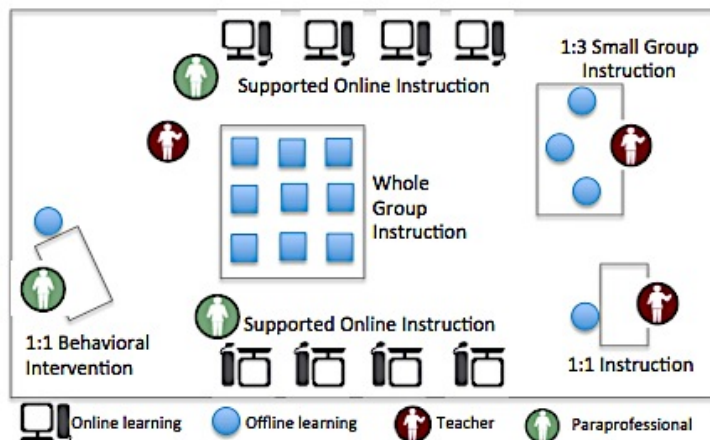 1:3 Small Group
Instruction
Supported Online Instruction
Whole
Group
Instruction
Supported Online Instruction
1:1 Behavioral
Intervention
1:1 Instruction
Online learning
Offline learning
Teacher
Paraprofessional